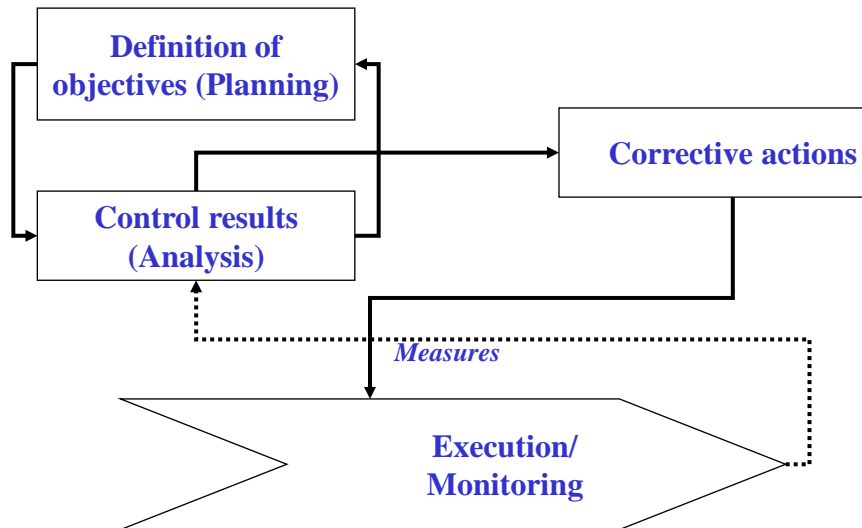 Definition of
objectives (Planning)
Corrective actions
Control results
(Analysis)
Measures
Execution/
Monitoring